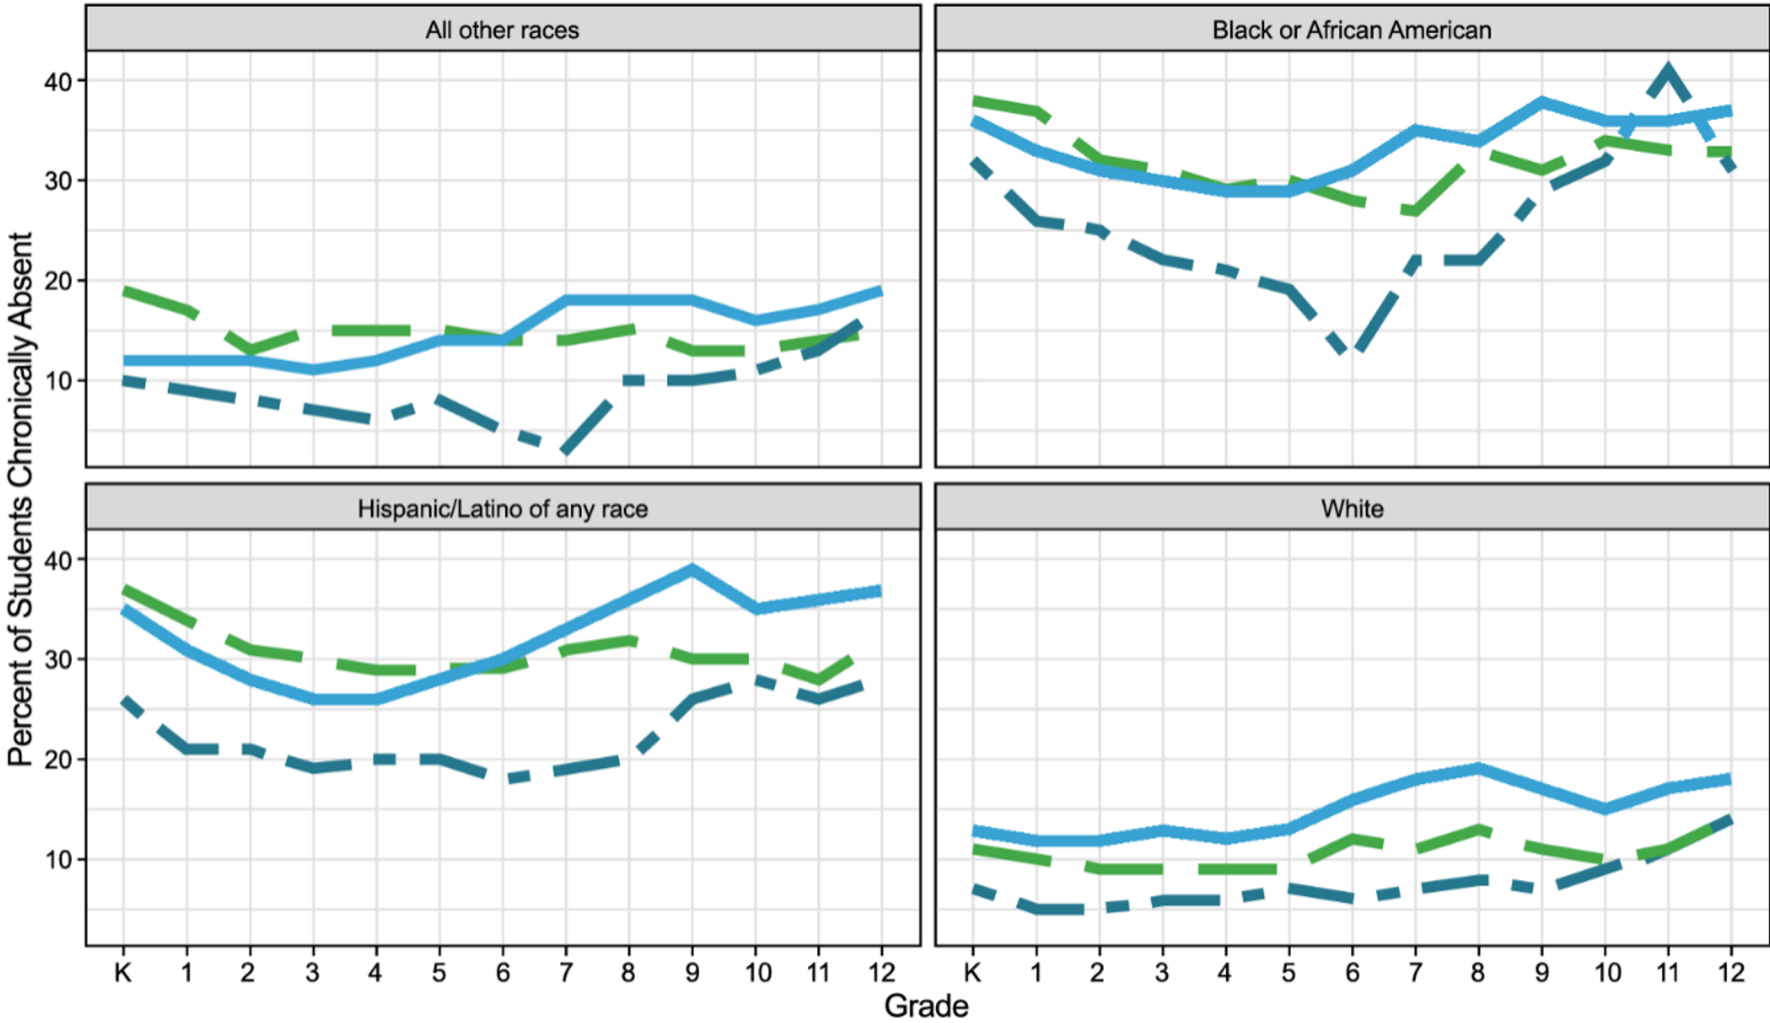 All other races
Black or African American
40
30
20
10
Hispanic/Latino of any race
White
40
30
20
10
Percent of Students Chronically Absent
K 1 2 3 4 5 6 7 8 9 10 11 12
K 1 2 3 4 5 6 7 8 9 10 11 12
Grade